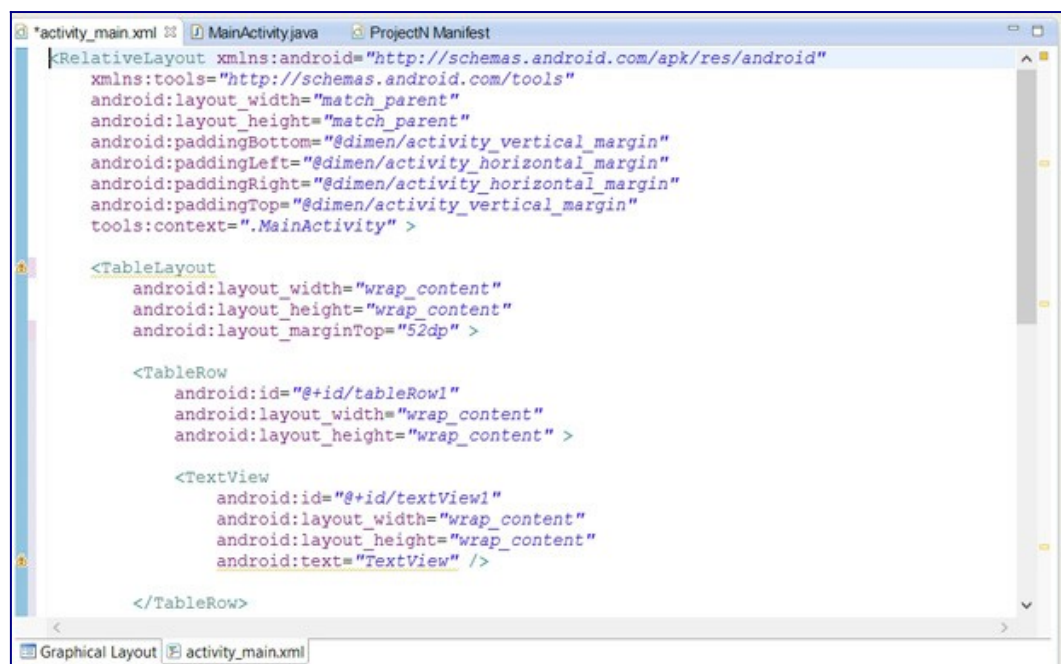 *activity_main.xml MainActivity.java ProjectN Manifest
<RelativeLayout xmlns:android="http://schemas.android.com/apk/res/android"
    xmlns:tools="http://schemas.android.com/tools"
    android:layout_width="match_parent"
    android:layout_height="match_parent"
    android:paddingBottom="@dimen/activity_vertical_margin"
    android:paddingLeft="@dimen/activity_horizontal_margin"
    android:paddingRight="@dimen/activity_horizontal_margin"
    android:paddingTop="@dimen/activity_vertical_margin"
    tools:context=".MainActivity" >
    <TableLayout
        android:layout_width="wrap_content"
        android:layout_height="wrap_content"
        android:layout_marginTop="52dp" >
        <TableRow
            android:id="@+id/tableRow1"
            android:layout_width="wrap_content"
            android:layout_height="wrap_content" >
            <TextView
                android:id="@+id/textView1"
                android:layout_width="wrap_content"
                android:layout_height="wrap_content"
                android:text="TextView" />
        </TableRow>
Graphical Layout activity_main.xml